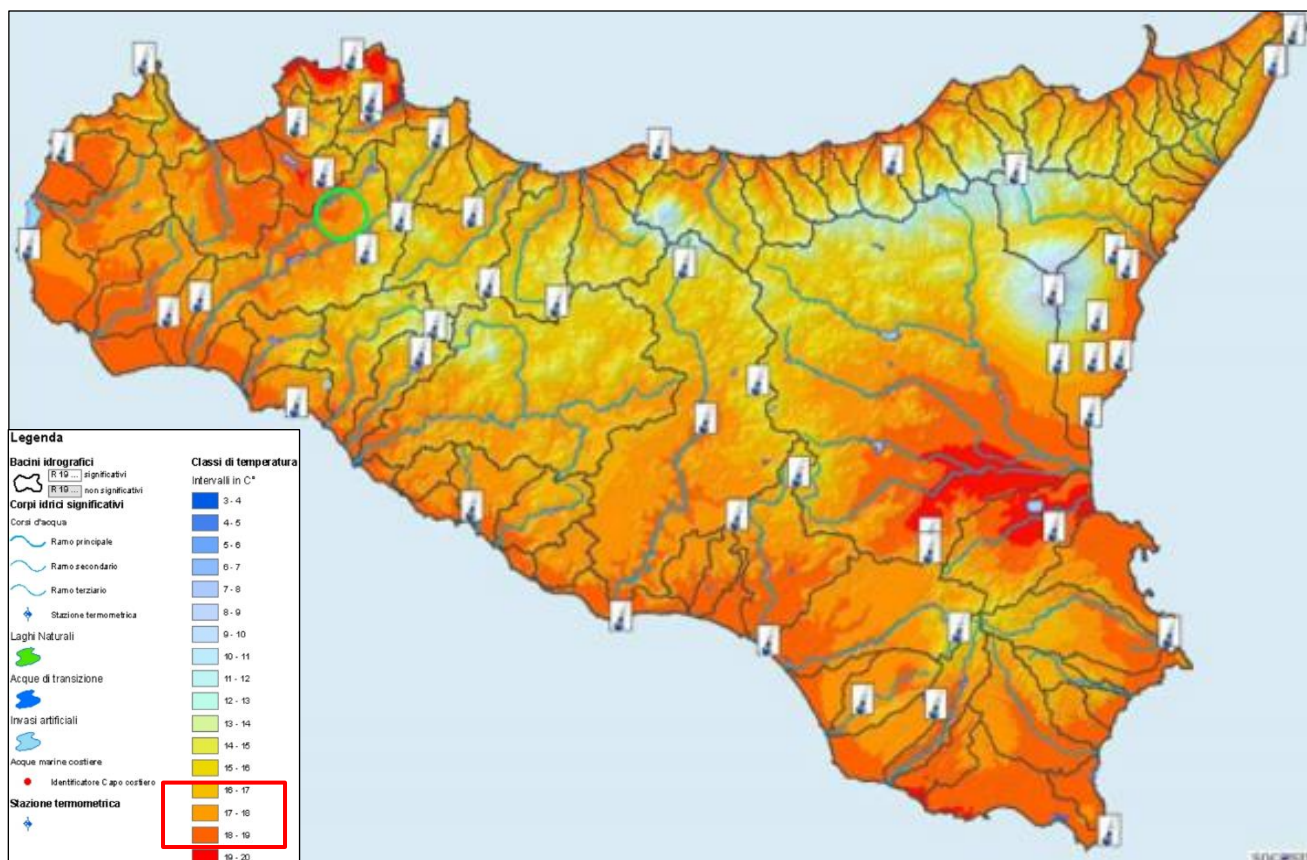 Legenda
Bacini idrografici
R 19 ... significativi
R 19 ... non significativi
Corpi idrici significativi
Corsi d'acqua
Ramo principale
Ramo secondario
Ramo terziario
Stazione termometrica
Laghi Naturali
Acque di transizione
Invasi artificiali
Acque marine costiere
Identificatore Capo costiero
Stazione termometrica
Classi di temperatura
Intervalli in C°
3 - 4
4 - 5
5 - 6
6 - 7
7 - 8
8 - 9
9 - 10
10 - 11
11 - 12
12 - 13
13 - 14
14 - 15
15 - 16
16 - 17
17 - 18
18 - 19
19 - 20